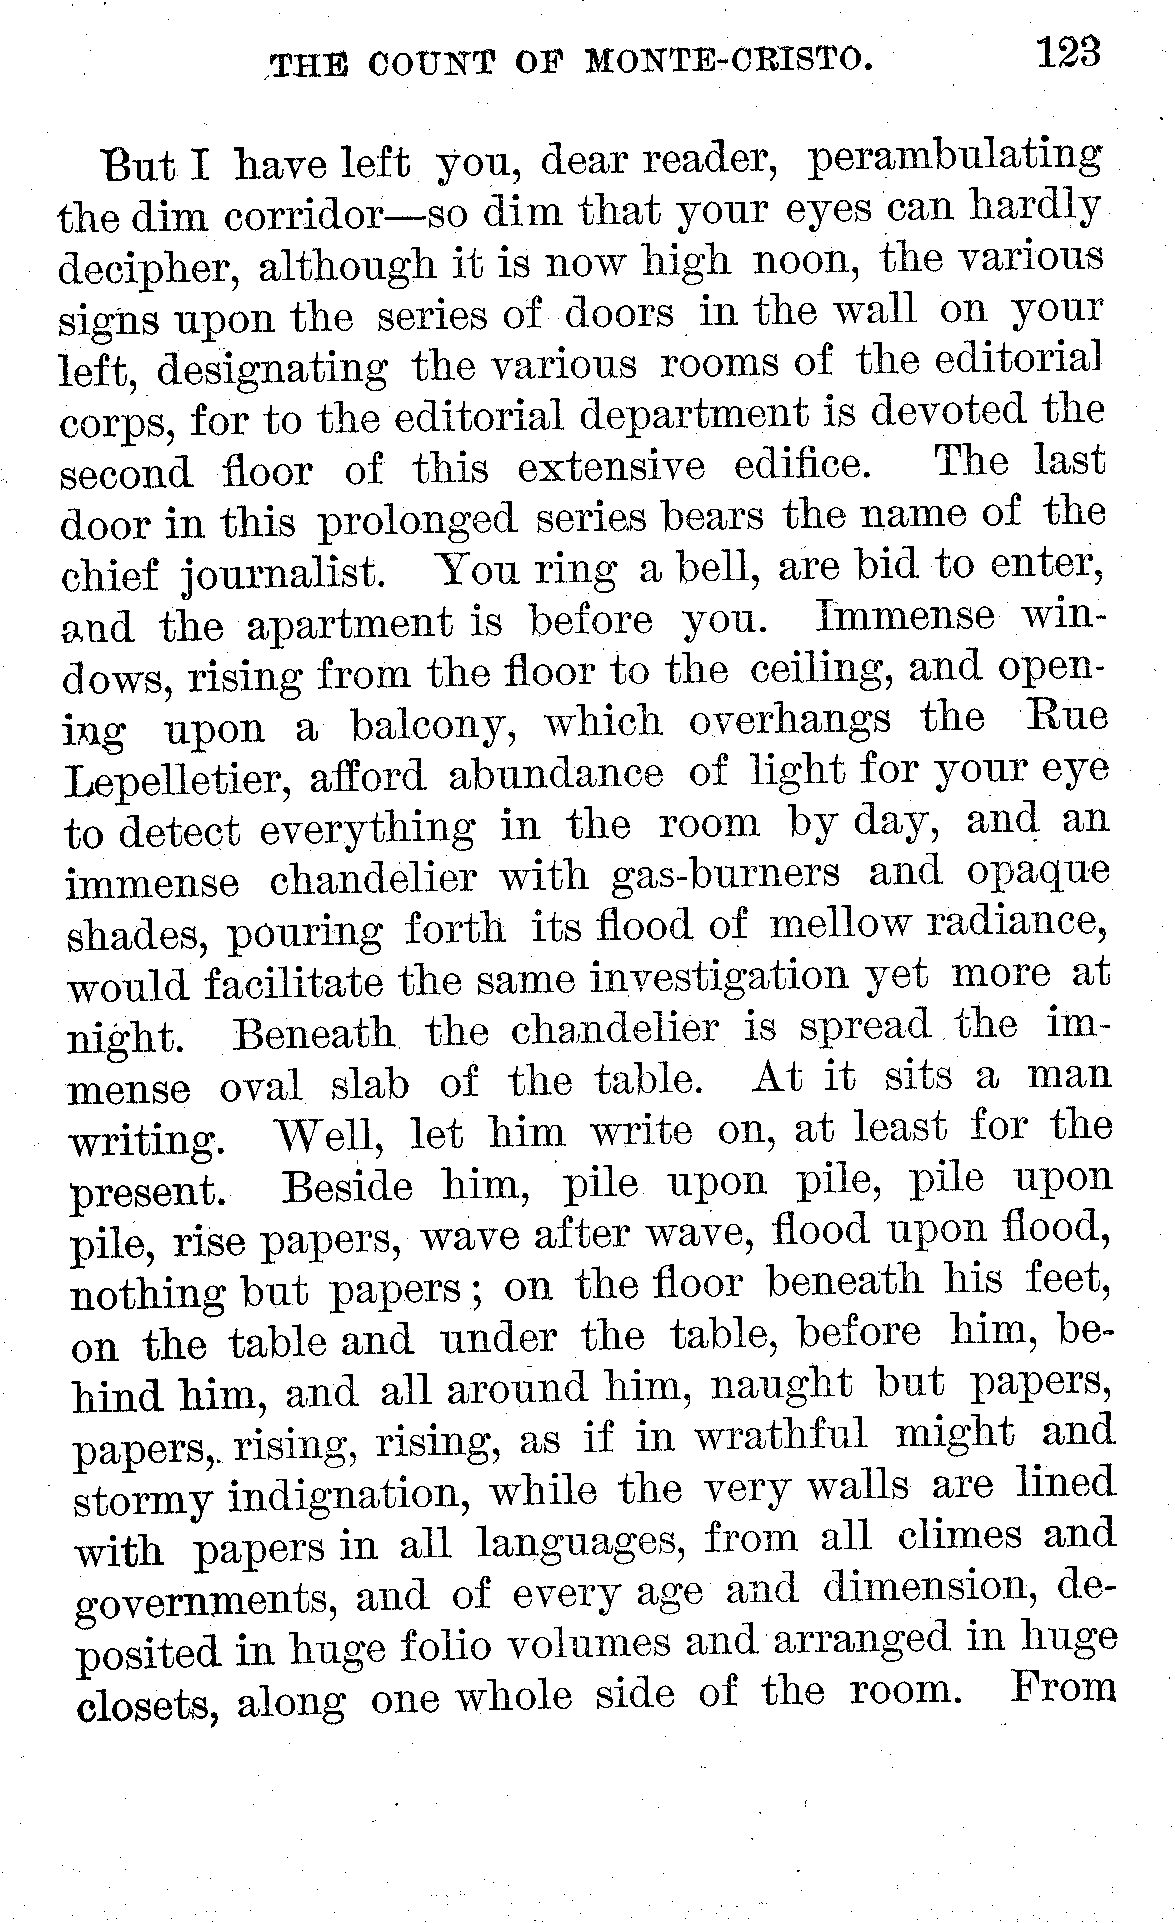 THE COUNT OF MONTE-CRISTO. 123
But I have left you, dear reader, perambulating
the dim corridor—so dim that your eyes can hardly
decipher, although it is now high noon, the various
signs upon the series of doors in the wall on your
left, designating the various rooms of the editorial
corps, for to the editorial department is devoted the
second floor of this extensive edifice. The last
door in this prolonged series bears the name of the
chief journalist. You ring a bell, are bid to enter,
and the apartment is before you. Immense win-
dows, rising from the floor to the ceiling, and open-
ing upon a balcony, which overhangs the Rue
Lepelletier, afford abundance of light for your eye
to detect everything in the room by day, and an
immense chandelier with gas-burners and opaque
shades, pouring forth its flood of mellow radiance,
would facilitate the same investigation yet more at
night. Beneath the chandelier is spread the im-
mense oval slab of the table. At it sits a man
writing. Well, let him write on, at least for the
present. Beside him, pile upon pile, pile upon
pile, rise papers, wave after wave, flood upon flood,
nothing but papers; on the floor beneath his feet,
on the table and under the table, before him, be-
hind him, and all around him, naught but papers,
papers, rising, rising, as if in wrathful might and
stormy indignation, while the very walls are lined
with papers in all languages, from all climes and
governments, and of every age and dimension, de-
posited in huge folio volumes and arranged in huge
closets, along one whole side of the room. From